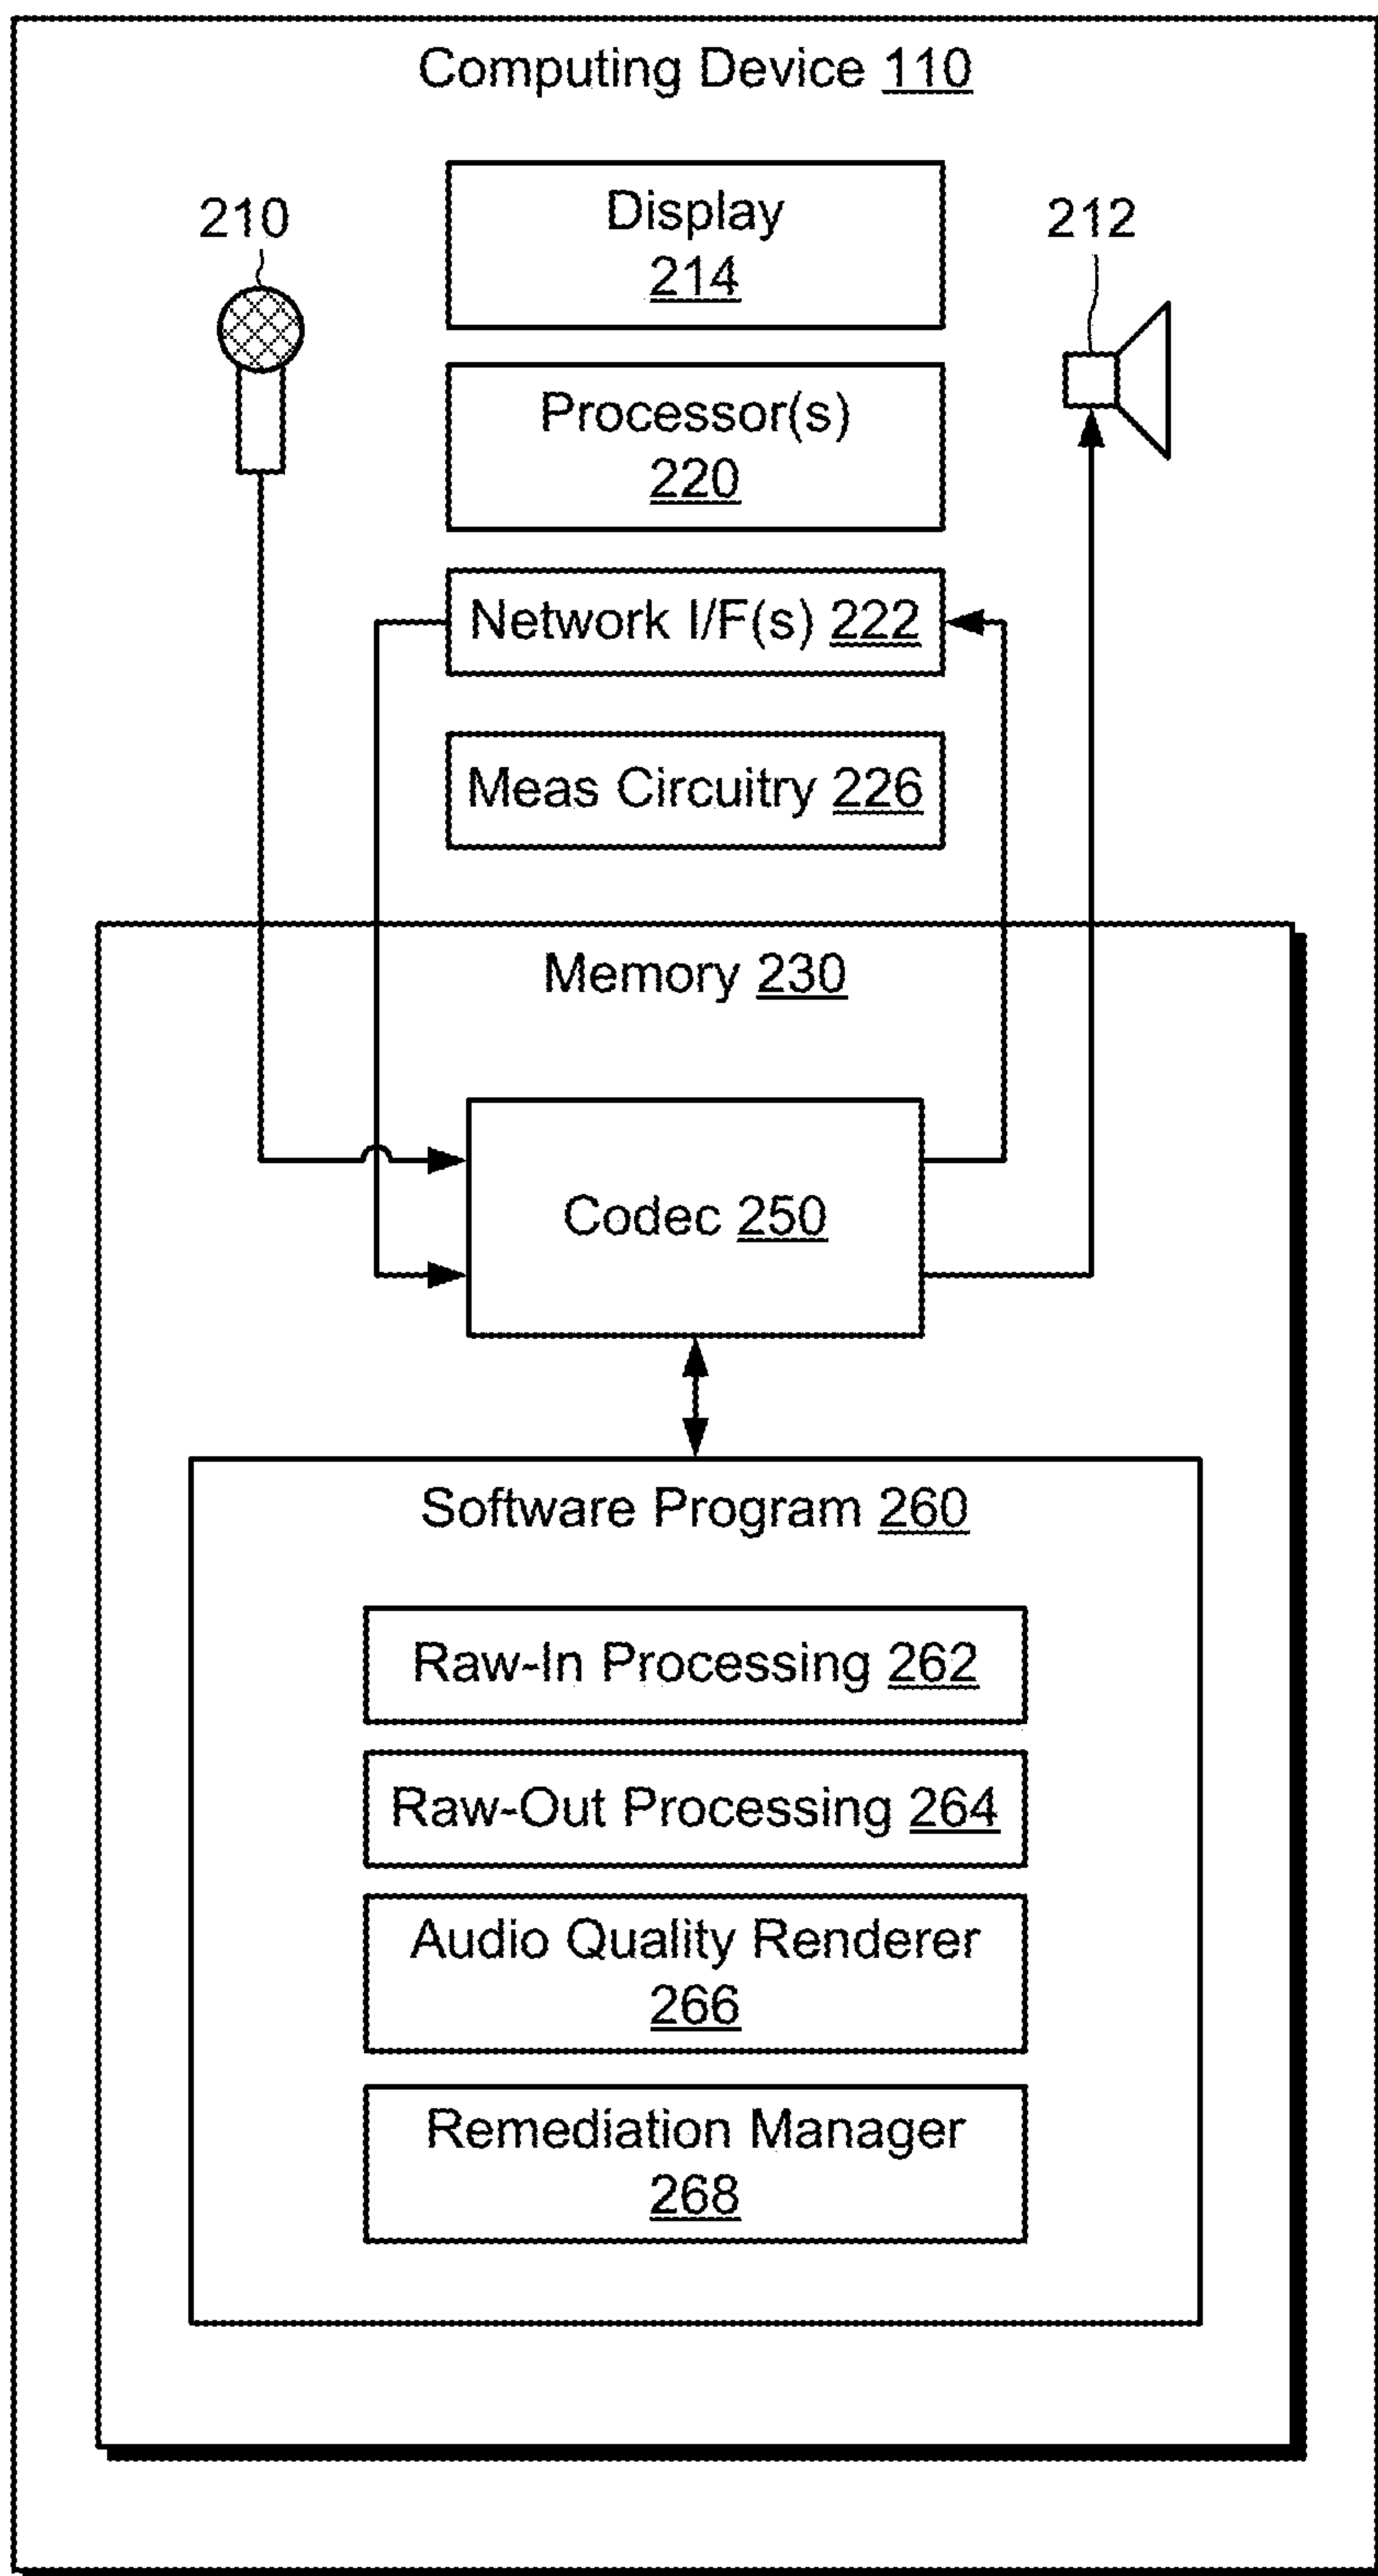 Computing Device 110
210
Display
214
212
Processor(s)
220
Network I/F(s) 222
Meas Circuitry 226
Memory 230
Codec 250
Software Program 260
Raw-In Processing 262
Raw-Out Processing 264
Audio Quality Renderer
266
Remediation Manager
268